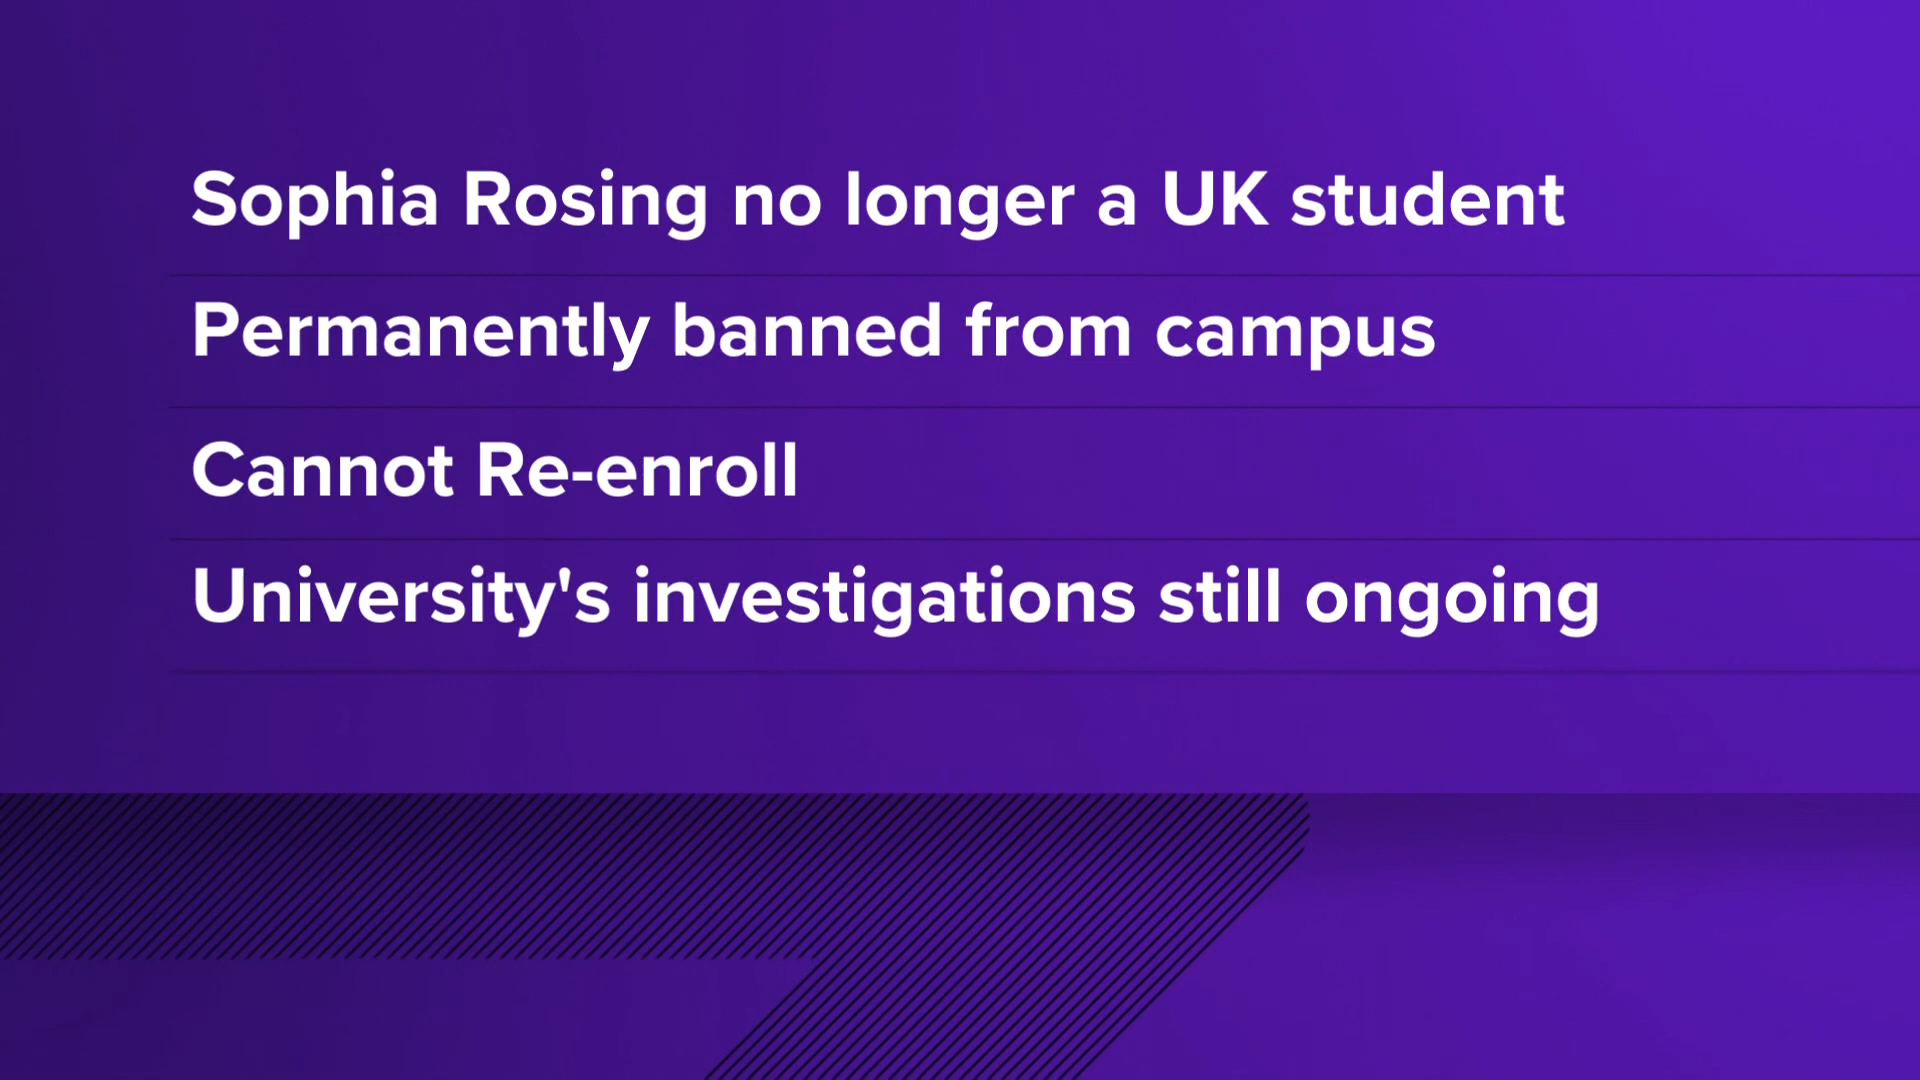 Sophia Rosing no longer a UK student
Permanently banned from campus
Cannot Re-enroll
University's investigations still ongoing